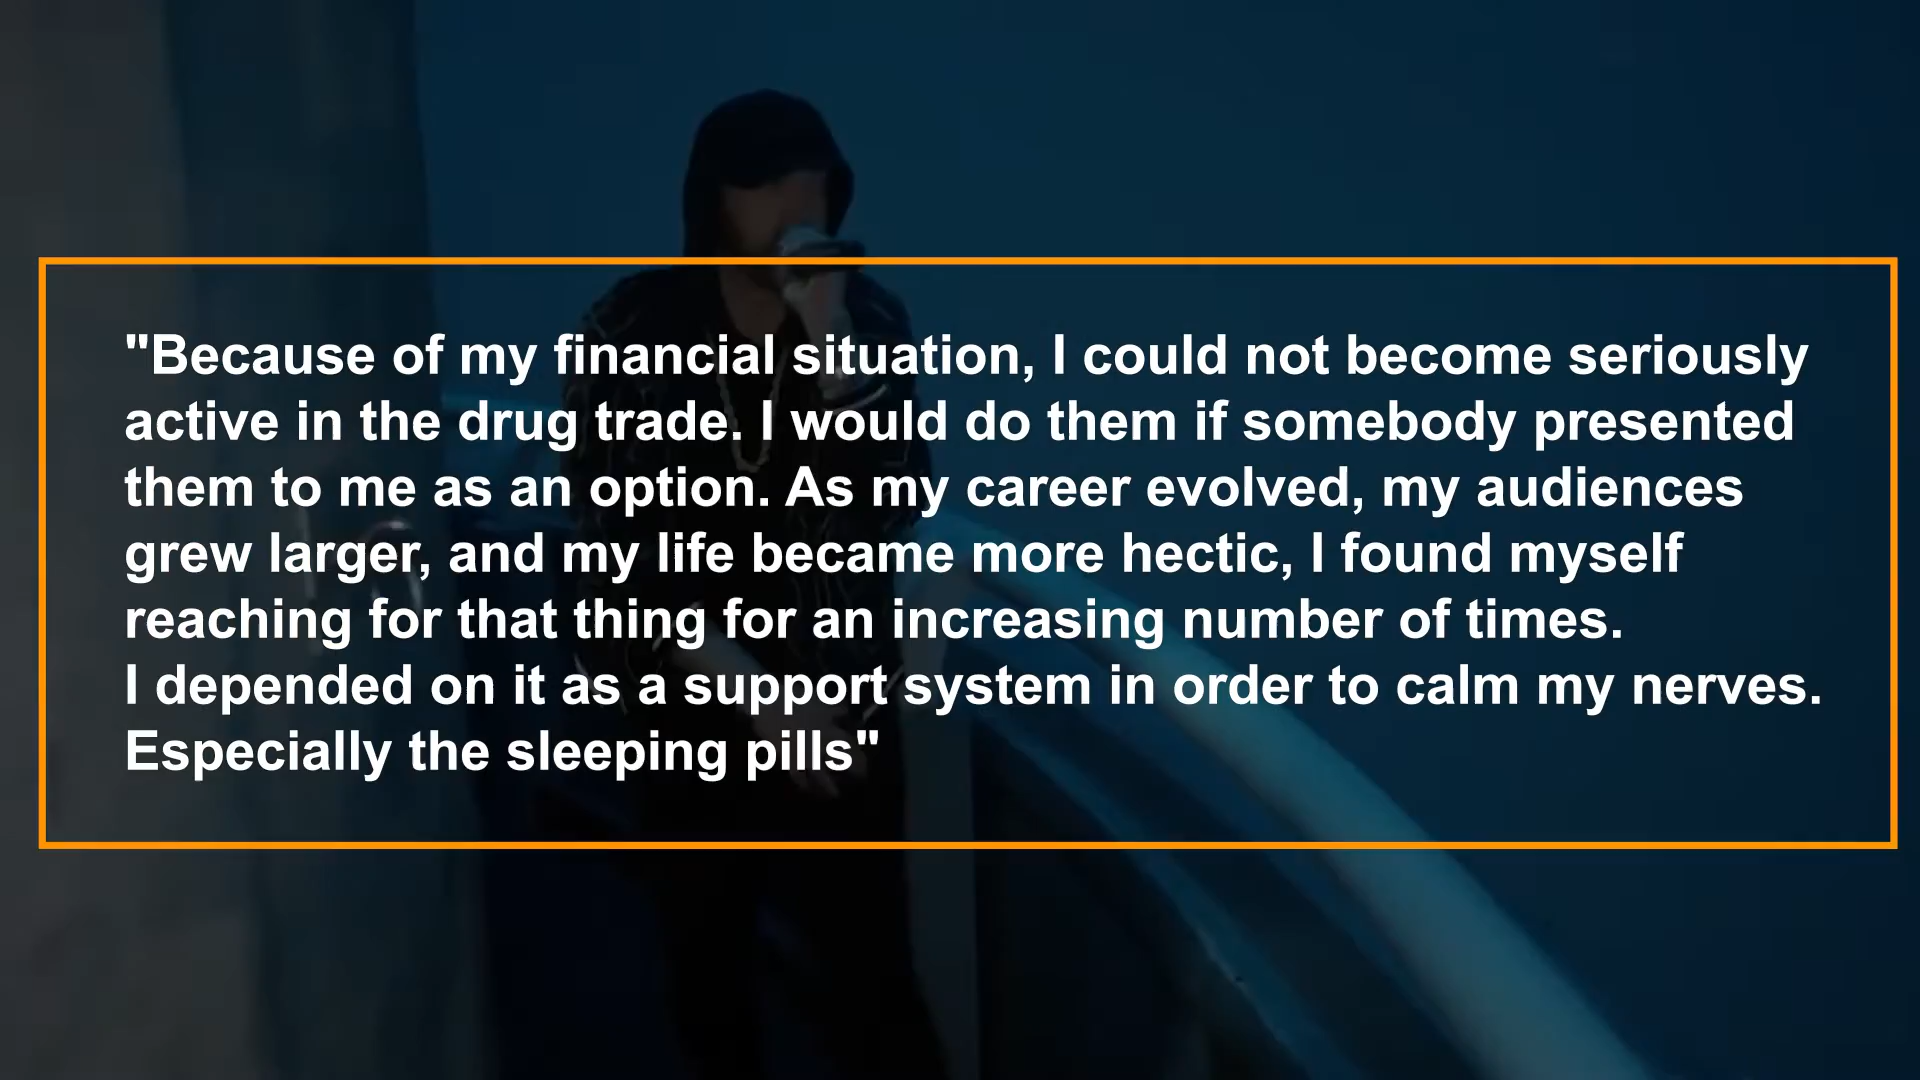 "Because of my financial situation, I could not become seriously
active in the drug trade. I would do them if somebody presented
them to me as an option. As my career evolved, my audiences
grew larger, and my life became more hectic, I found myself
reaching for that thing for an increasing number of times.
I depended on it as a support system in order to calm my nerves.
Especially the sleeping pills"